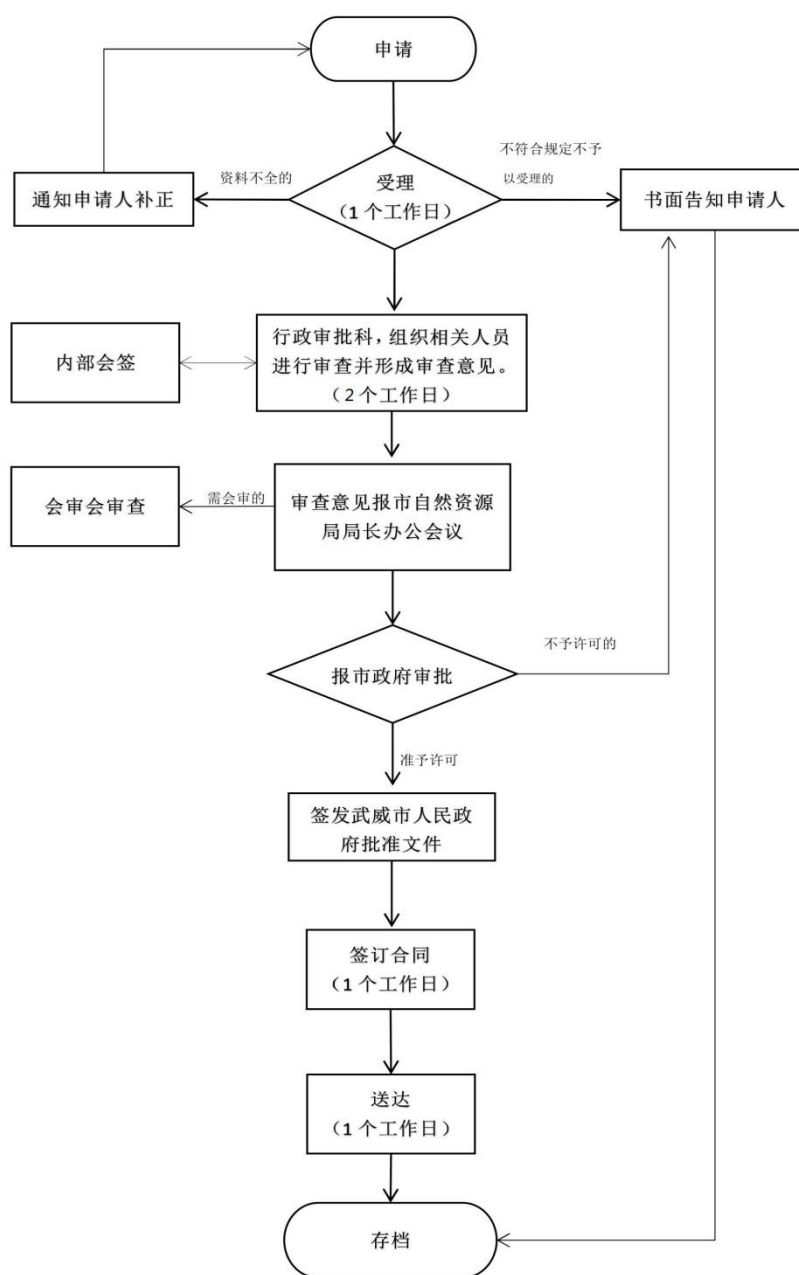 申请
不符合规定不予
以受理的
资料不全的
通知申请人补正
受理
（1 个工作日）
书面告知申请人
内部会签
行政审批科，组织相关人员
进行审查并形成审查意见。
（2 个工作日）
会审会审查
需会审的
审查意见报市自然资源
局局长办公会议
不予许可的
报市政府审批
准予许可
签发武威市人民政
府批准文件
签订合同
（1 个工作日）
送达
（1 个工作日）
存档